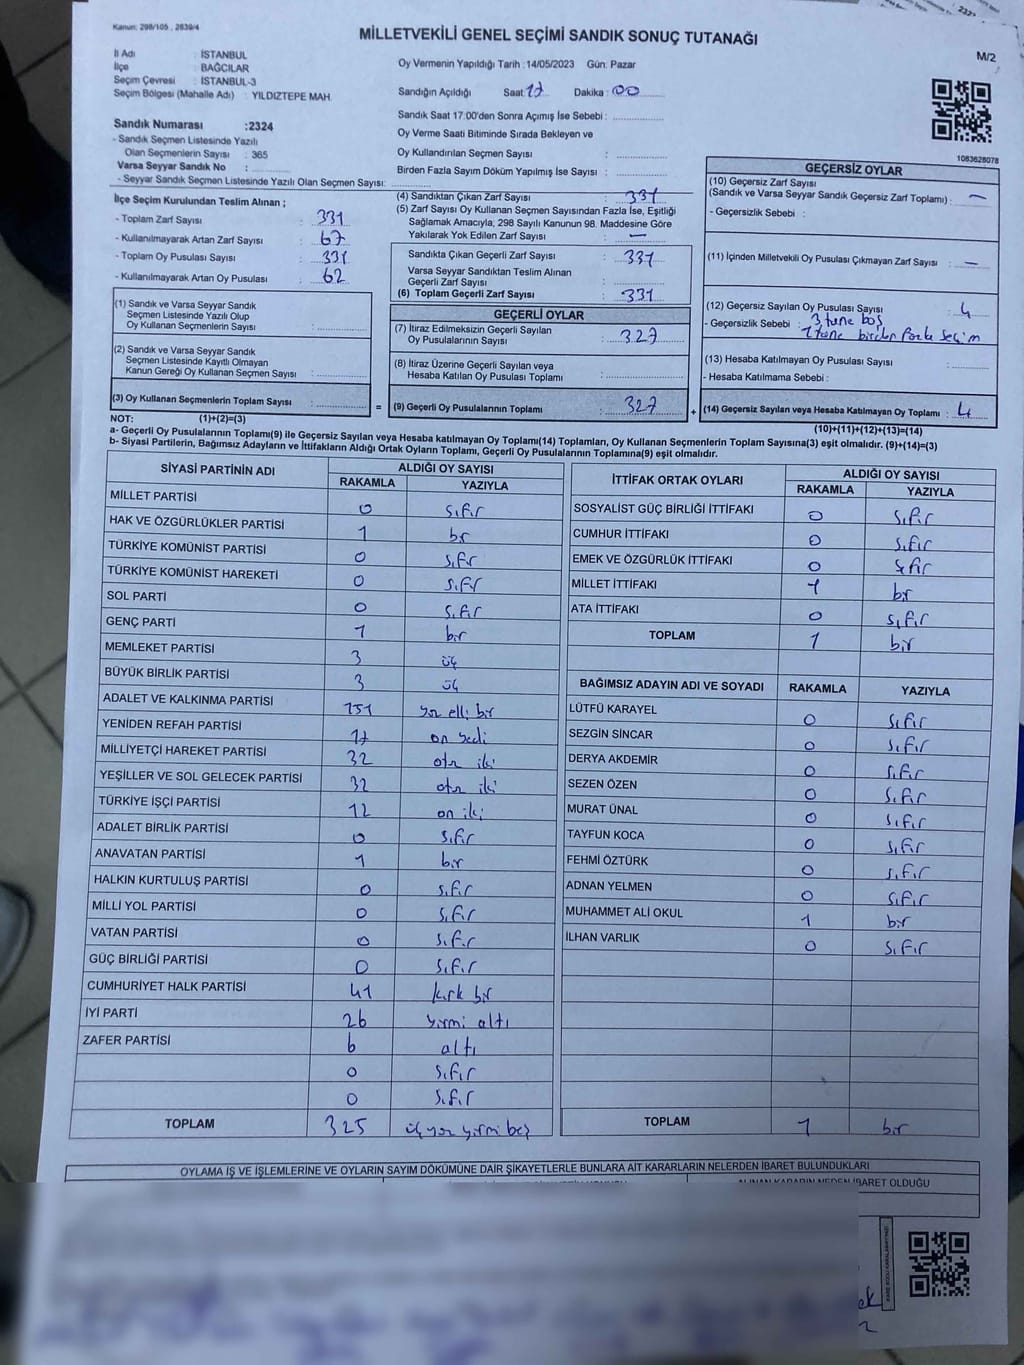 Kanun: 298/105 , 2839/4
MİLLETVEKİLİ GENEL SEÇİMİ SANDIK SONUÇ TUTANAĞI
M/2
İl Adı : İSTANBUL
İlçe : BAĞCILAR
Seçim Çevresi : İSTANBUL-3
Seçim Bölgesi (Mahalle Adı) : YILDIZTEPE MAH.
Oy Vermenin Yapıldığı Tarih :14/05/2023 Gün: Pazar
Sandığın Açıldığı Saat: 17 Dakika : 00
Sandık Saat 17:00'den Sonra Açılmış İse Sebebi :
Oy Verme Saati Bitiminde Sırada Bekleyen ve
Oy Kullandırılan Seçmen Sayısı :
Birden Fazla Sayım Döküm Yapılmış İse Sayısı :
1083628078
Sandık Numarası :2324
- Sandık Seçmen Listesinde Yazılı
Olan Seçmenlerin Sayısı : 365
Varsa Seyyar Sandık No :
- Seyyar Sandık Seçmen Listesinde Yazılı Olan Seçmen Sayısı:
İlçe Seçim Kurulundan Teslim Alınan ;
- Toplam Zarf Sayısı : 331
- Kullanılmayarak Artan Zarf Sayısı : 67
- Toplam Oy Pusulası Sayısı : 331
- Kullanılmayarak Artan Oy Pusulası : 62
(4) Sandıktan Çıkan Zarf Sayısı : 331
(5) Zarf Sayısı Oy Kullanan Seçmen Sayısından Fazla İse, Eşitliği
Sağlamak Amacıyla, 298 Sayılı Kanunun 98. Maddesine Göre
Yakılarak Yok Edilen Zarf Sayısı : —
Sandıkta Çıkan Geçerli Zarf Sayısı : 331
Varsa Seyyar Sandıktan Teslim Alınan
Geçerli Zarf Sayısı :
(6) Toplam Geçerli Zarf Sayısı : 331
GEÇERSİZ OYLAR
(10) Geçersiz Zarf Sayısı
(Sandık ve Varsa Seyyar Sandık Geçersiz Zarf Toplamı) : —
- Geçersizlik Sebebi :
(11) İçinden Milletvekili Oy Pusulası Çıkmayan Zarf Sayısı : —
(12) Geçersiz Sayılan Oy Pusulası Sayısı : 4
- Geçersizlik Sebebi : 3 tane boş
1 tane birden fazla seçim
(13) Hesaba Katılmayan Oy Pusulası Sayısı :
- Hesaba Katılmama Sebebi :
(14) Geçersiz Sayılan veya Hesaba Katılmayan Oy Toplamı : 4
(10)+(11)+(12)+(13)=(14)
(1) Sandık ve Varsa Seyyar Sandık
Seçmen Listesinde Yazılı Olup
Oy Kullanan Seçmenlerin Sayısı :
(2) Sandık ve Varsa Seyyar Sandık
Seçmen Listesinde Kayıtlı Olmayan
Kanun Gereği Oy Kullanan Seçmen Sayısı :
(3) Oy Kullanan Seçmenlerin Toplam Sayısı :
GEÇERLİ OYLAR
(7) İtiraz Edilmeksizin Geçerli Sayılan
Oy Pusulalarının Sayısı : 327
(8) İtiraz Üzerine Geçerli Sayılan veya
Hesaba Katılan Oy Pusulası Toplamı :
= (9) Geçerli Oy Pusulalarının Toplamı : 327 +
NOT: (1)+(2)=(3)
a- Geçerli Oy Pusulalarının Toplamı(9) ile Geçersiz Sayılan veya Hesaba katılmayan Oy Toplamı(14) Toplamları, Oy Kullanan Seçmenlerin Toplam Sayısına(3) eşit olmalıdır. (9)+(14)=(3)
b- Siyasi Partilerin, Bağımsız Adayların ve İttifakların Aldığı Ortak Oyların Toplamı, Geçerli Oy Pusulalarının Toplamına(9) eşit olmalıdır.
SİYASİ PARTİNİN ADI ALDIĞI OY SAYISI
RAKAMLA YAZIYLA
MİLLET PARTİSİ 0 sıfır
HAK VE ÖZGÜRLÜKLER PARTİSİ 1 bir
TÜRKİYE KOMÜNİST PARTİSİ 0 sıfır
TÜRKİYE KOMÜNİST HAREKETİ 0 sıfır
SOL PARTİ 0 sıfır
GENÇ PARTİ 1 bir
MEMLEKET PARTİSİ 3 üç
BÜYÜK BİRLİK PARTİSİ 3 üç
ADALET VE KALKINMA PARTİSİ 151 yüz elli bir
YENİDEN REFAH PARTİSİ 17 on yedi
MİLLİYETÇİ HAREKET PARTİSİ 32 otuz iki
YEŞİLLER VE SOL GELECEK PARTİSİ 32 otuz iki
TÜRKİYE İŞÇİ PARTİSİ 12 on iki
ADALET BİRLİK PARTİSİ 0 sıfır
ANAVATAN PARTİSİ 1 bir
HALKIN KURTULUŞ PARTİSİ 0 sıfır
MİLLİ YOL PARTİSİ 0 sıfır
VATAN PARTİSİ 0 sıfır
GÜÇ BİRLİĞİ PARTİSİ 0 sıfır
CUMHURİYET HALK PARTİSİ 41 kırk bir
İYİ PARTİ 26 yirmi altı
ZAFER PARTİSİ 6 altı
0 sıfır
0 sıfır
TOPLAM 325 üç yüz yirmi beş
İTTİFAK ORTAK OYLARI ALDIĞI OY SAYISI
RAKAMLA YAZIYLA
SOSYALİST GÜÇ BİRLİĞİ İTTİFAKI 0 sıfır
CUMHUR İTTİFAKI 0 sıfır
EMEK VE ÖZGÜRLÜK İTTİFAKI 0 sıfır
MİLLET İTTİFAKI 1 bir
ATA İTTİFAKI 0 sıfır
TOPLAM 1 bir
BAĞIMSIZ ADAYIN ADI VE SOYADI RAKAMLA YAZIYLA
LÜTFÜ KARAYEL 0 sıfır
SEZGİN SİNCAR 0 sıfır
DERYA AKDEMİR 0 sıfır
SEZEN ÖZEN 0 sıfır
MURAT ÜNAL 0 sıfır
TAYFUN KOCA 0 sıfır
FEHMİ ÖZTÜRK 0 sıfır
ADNAN YELMEN 0 sıfır
MUHAMMET ALİ OKUL 1 bir
İLHAN VARLIK 0 sıfır
TOPLAM 1 bir
OYLAMA İŞ VE İŞLEMLERİNE VE OYLARIN SAYIM DÖKÜMÜNE DAİR ŞİKAYETLERLE BUNLARA AİT KARARLARIN NELERDEN İBARET BULUNDUKLARI
ALINAN KARARIN NEDEN İBARET OLDUĞU